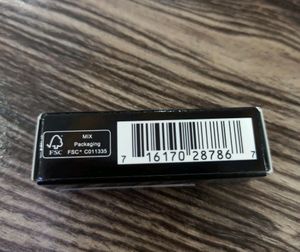 FSC
MIX
Packaging
FSC® C011335
7 16170 28786 7